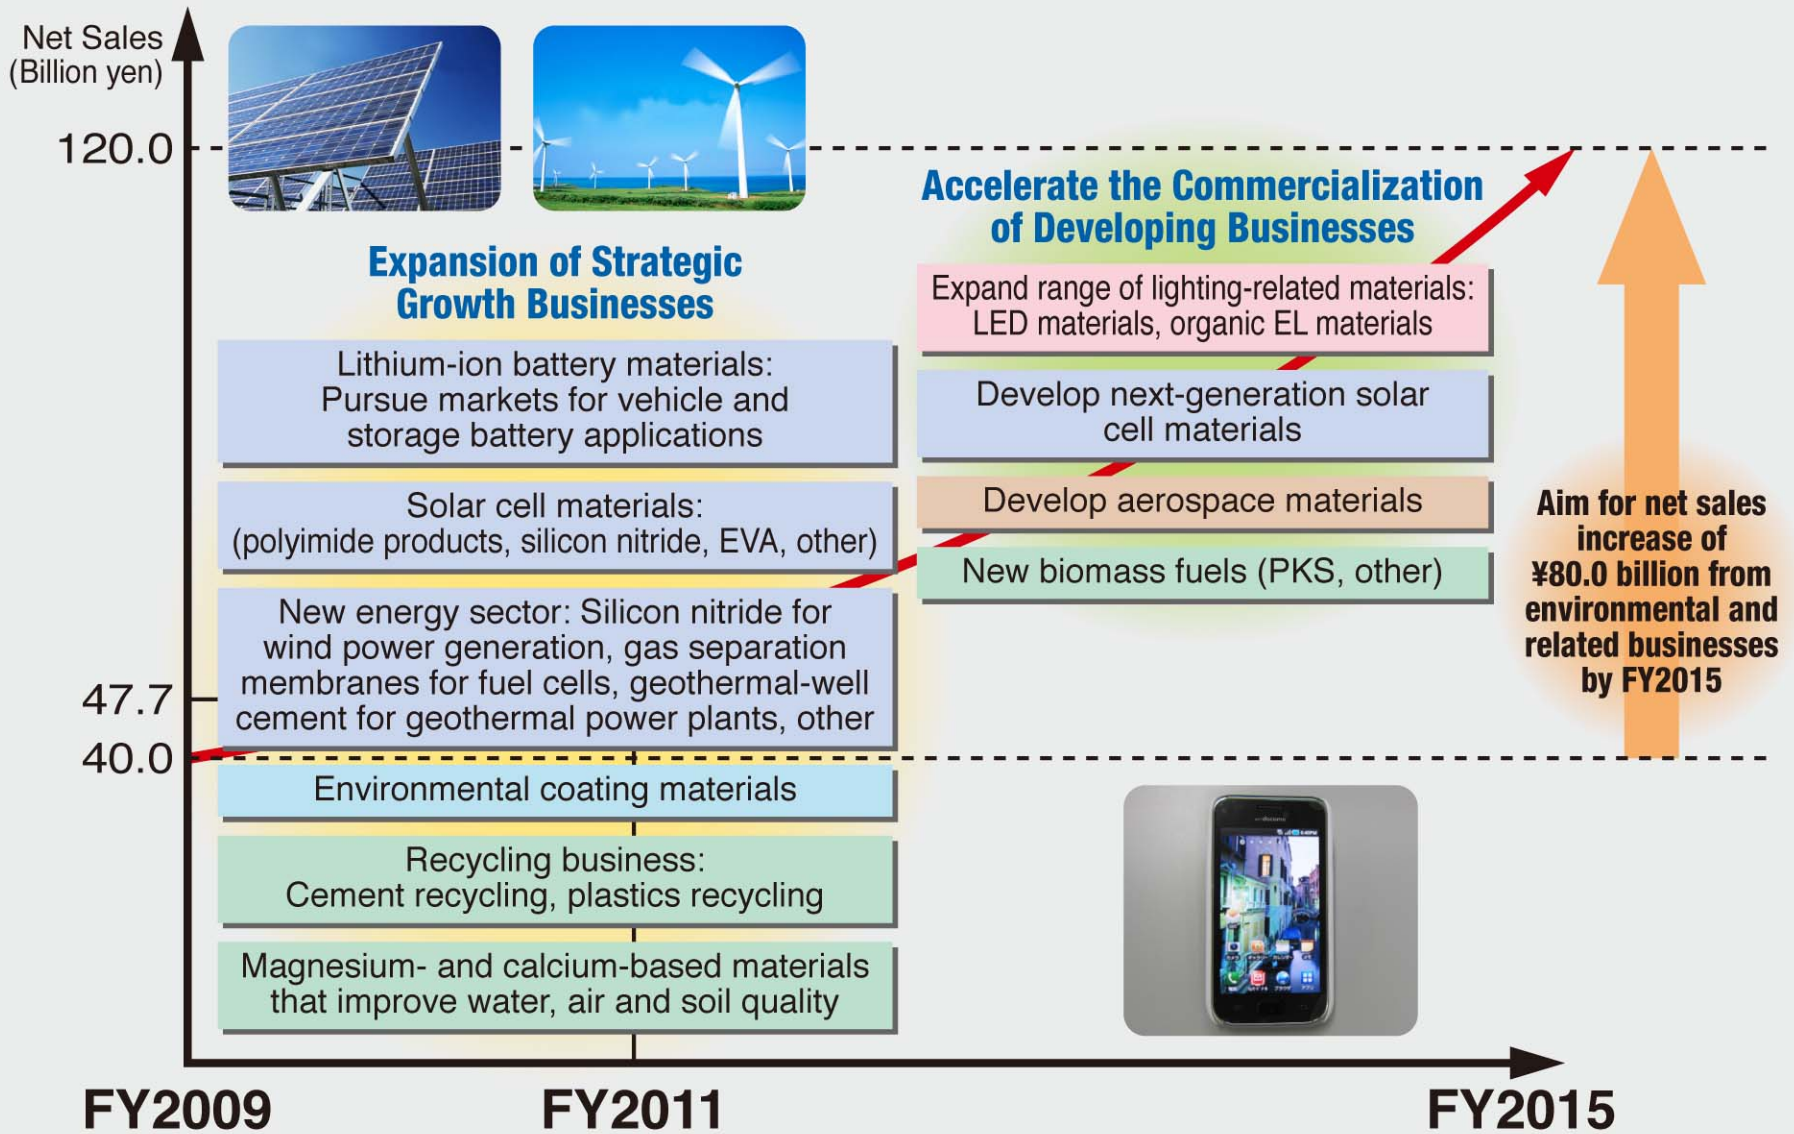 Net Sales
(Billion yen)
120.0
47.7
40.0
Expansion of Strategic
Growth Businesses
Lithium-ion battery materials:
Pursue markets for vehicle and
storage battery applications
Solar cell materials:
(polyimide products, silicon nitride, EVA, other)
New energy sector: Silicon nitride for
wind power generation, gas separation
membranes for fuel cells, geothermal-well
cement for geothermal power plants, other
Environmental coating materials
Recycling business:
Cement recycling, plastics recycling
Magnesium- and calcium-based materials
that improve water, air and soil quality
Accelerate the Commercialization
of Developing Businesses
Expand range of lighting-related materials:
LED materials, organic EL materials
Develop next-generation solar
cell materials
Develop aerospace materials
New biomass fuels (PKS, other)
Aim for net sales
increase of
¥80.0 billion from
environmental and
related businesses
by FY2015
FY2009
FY2011
FY2015